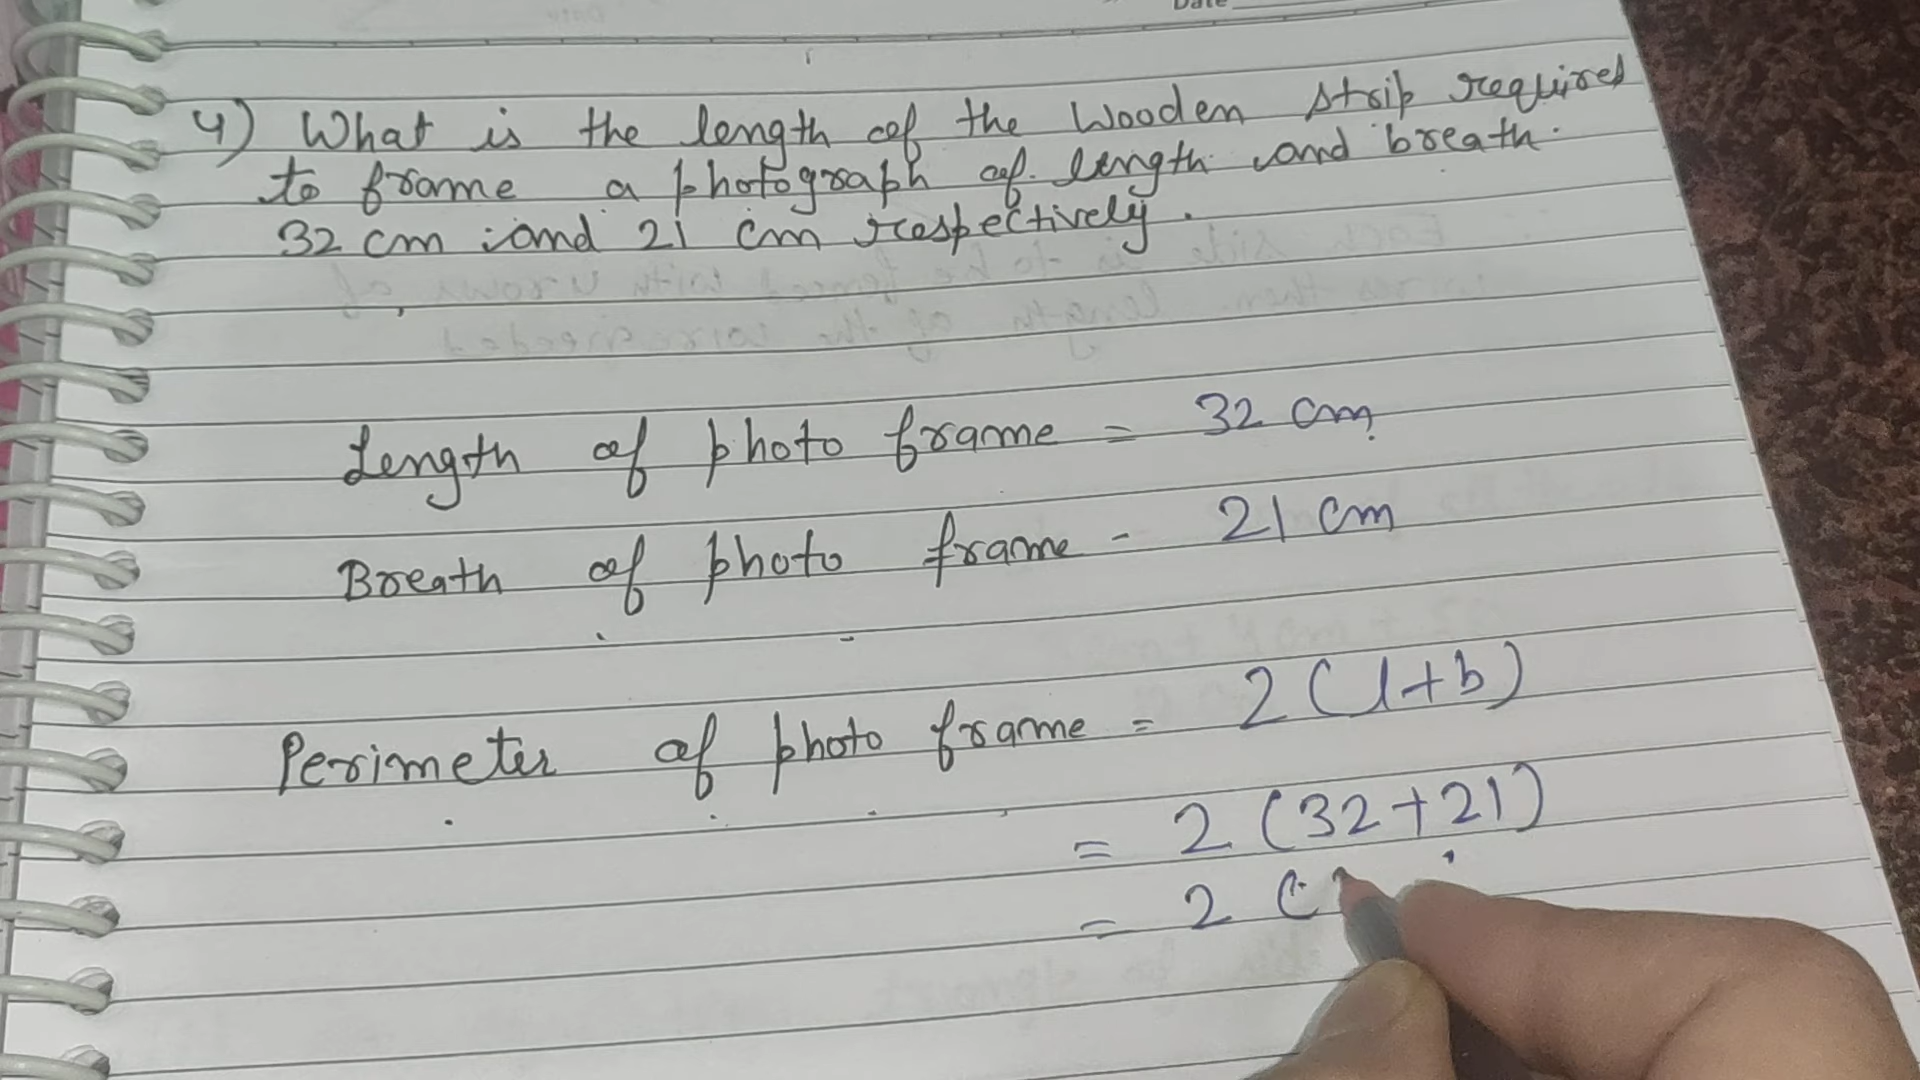 Date
4) What is the length of the Wooden strip required
to frame a photograph of length and breath
32 cm and 21 cm respectively.
Length of photo frame = 32 cm
Breath of photo frame - 21 cm
Perimeter of photo frame = 2(l+b)
= 2 (32+21)
= 2 (